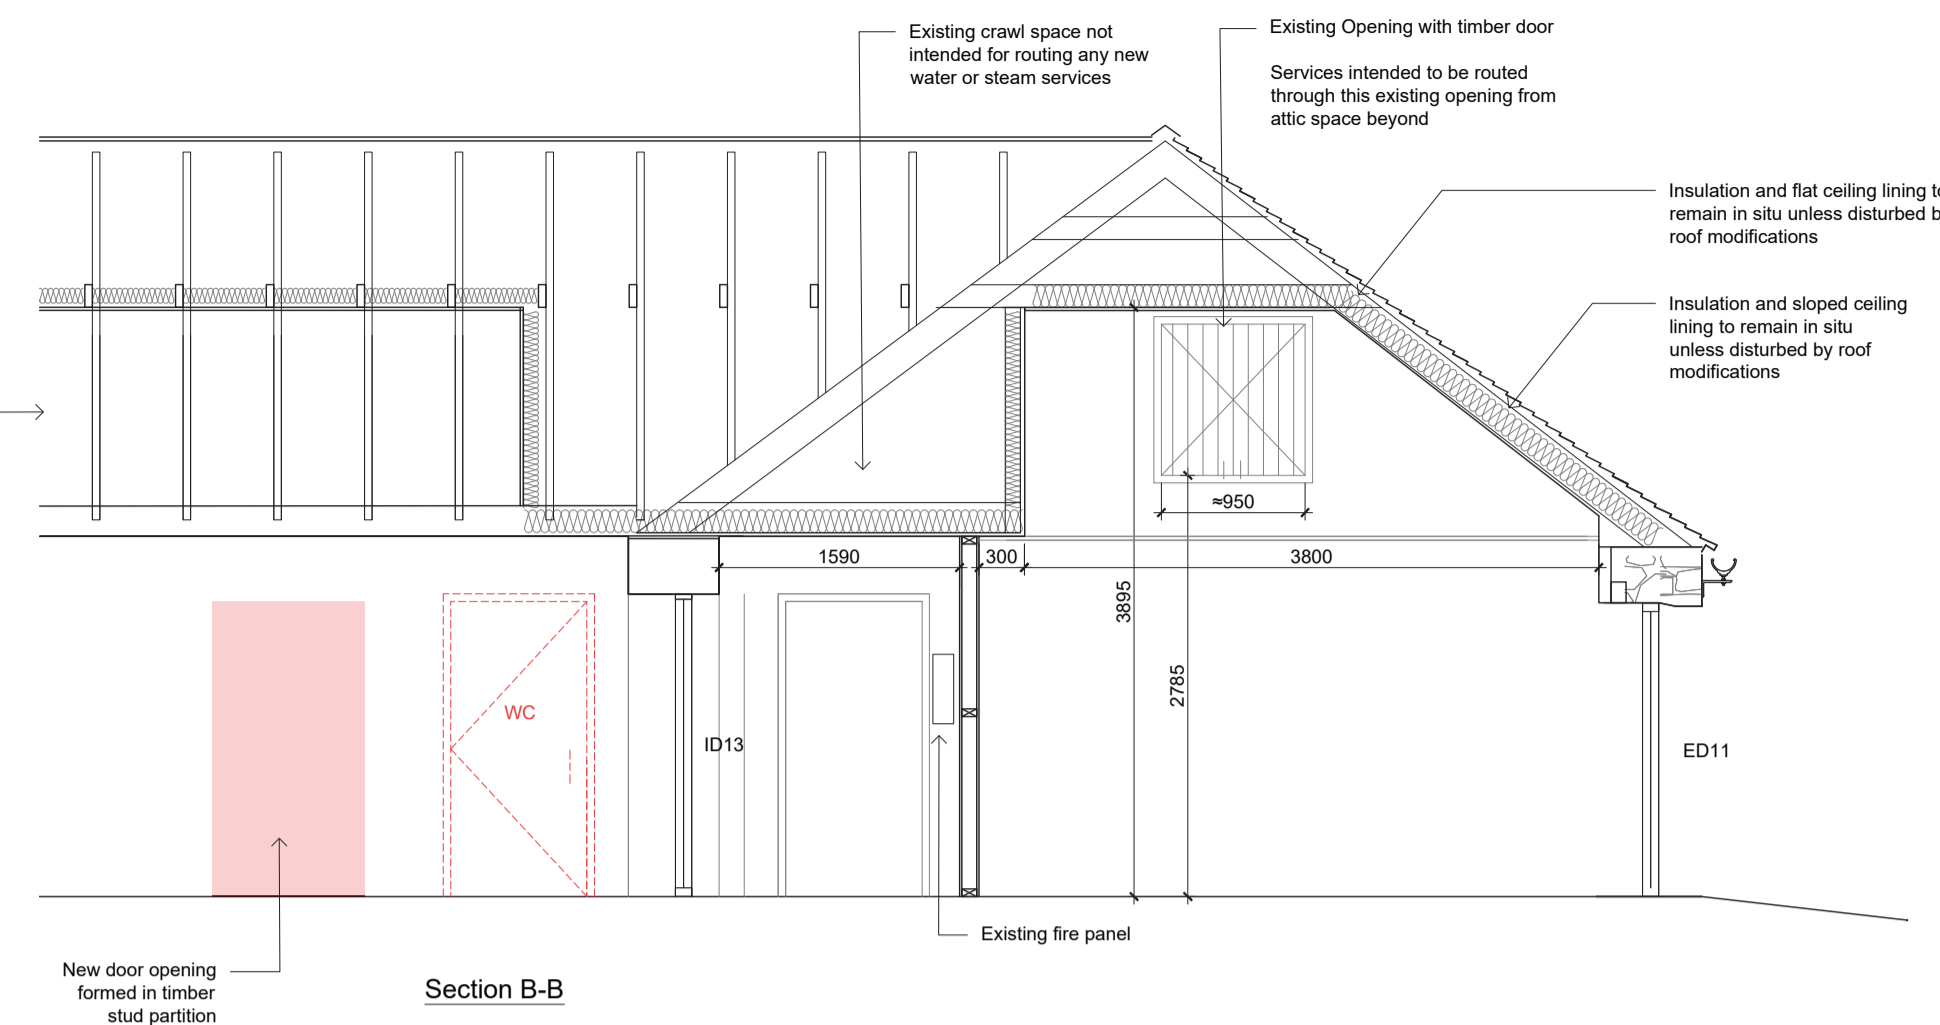 Existing crawl space not
intended for routing any new
water or steam services
Existing Opening with timber door
Services intended to be routed
through this existing opening from
attic space beyond
Insulation and flat ceiling lining to
remain in situ unless disturbed b
roof modifications
Insulation and sloped ceiling
lining to remain in situ
unless disturbed by roof
modifications
≈950
1590
300
3800
3895
2785
WC
ID13
ED11
Existing fire panel
New door opening
formed in timber
stud partition
Section B-B